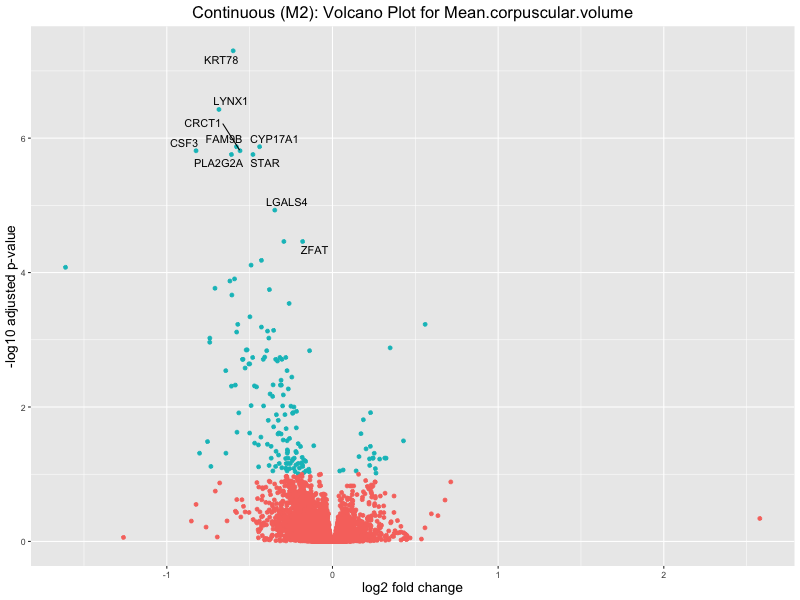 Continuous (M2): Volcano Plot for Mean.corpuscular.volume
KRT78
LYNX1
CRCT1
FAM9B CYP17A1
CSF3
PLA2G2A STAR
LGALS4
ZFAT
-log10 adjusted p-value
6
4
2
0
-1 0 1 2
log2 fold change